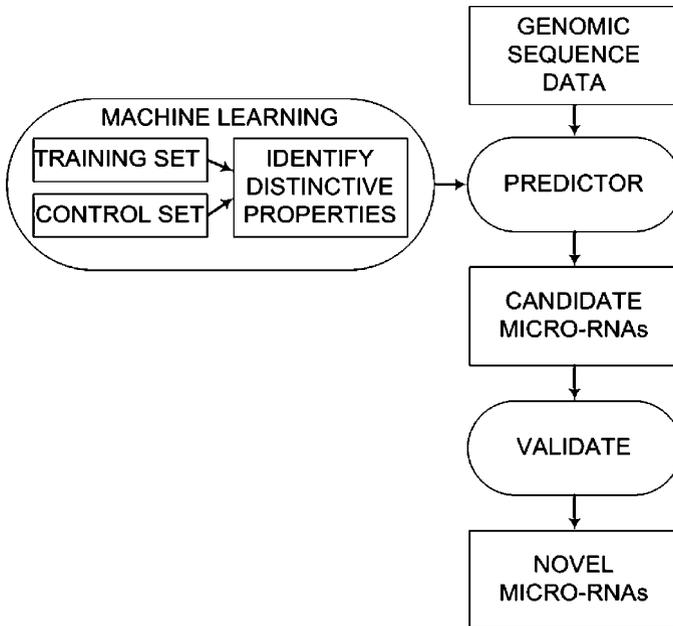 GENOMIC
SEQUENCE
DATA
MACHINE LEARNING
TRAINING SET
CONTROL SET
IDENTIFY
DISTINCTIVE
PROPERTIES
PREDICTOR
CANDIDATE
MICRO-RNAs
VALIDATE
NOVEL
MICRO-RNAs